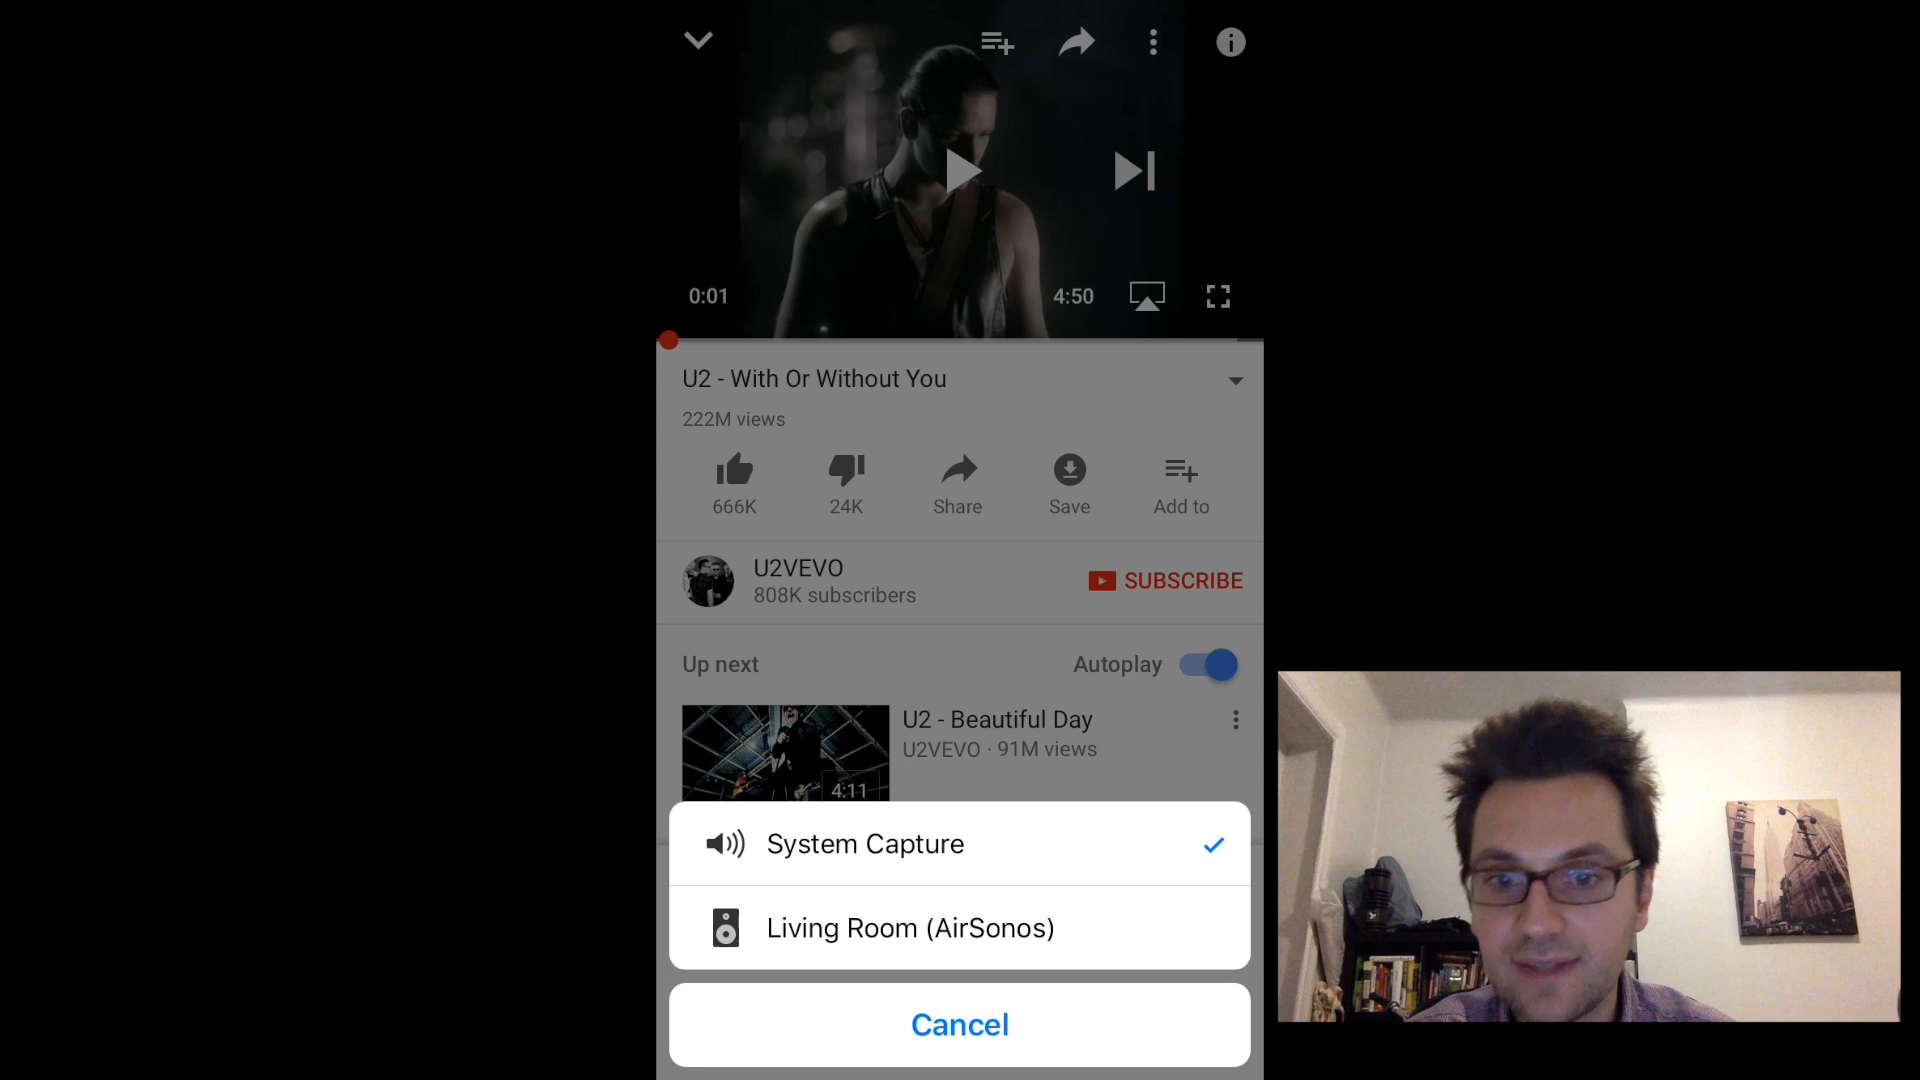 0:01
4:50
U2 - With Or Without You
222M views
666K
24K
Share
Save
Add to
U2VEVO
808K subscribers
SUBSCRIBE
Up next
Autoplay
U2 - Beautiful Day
U2VEVO · 91M views
4:11
System Capture
Living Room (AirSonos)
Cancel